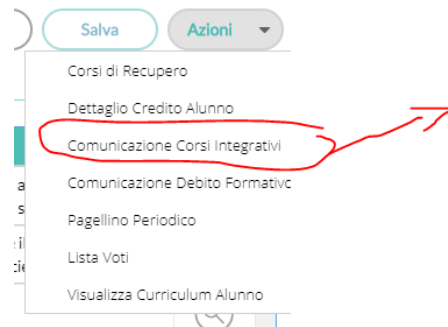 Salva Azioni
Corsi di Recupero
Dettaglio Credito Alunno
Comunicazione Corsi Integrativi
Comunicazione Debito Formativo
Pagellino Periodico
Lista Voti
Visualizza Curriculum Alunno